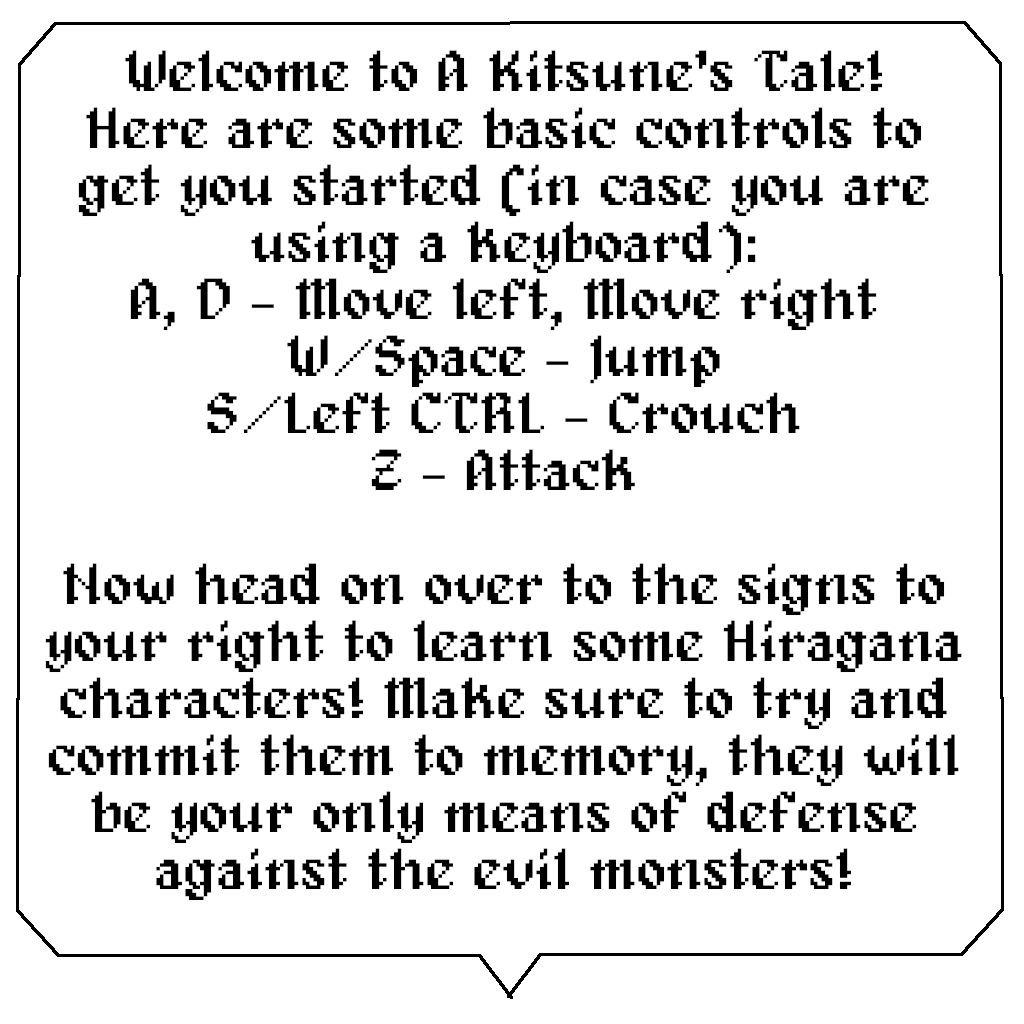 Welcome to A Kitsune's Tale!
Here are some basic controls to
get you started (in case you are
using a keyboard):
A, D - Move left, Move right
W/Space - Jump
S/Left CTRL - Crouch
Z - Attack
Now head on over to the signs to
your right to learn some Hiragana
characters! Make sure to try and
commit them to memory, they will
be your only means of defense
against the evil monsters!